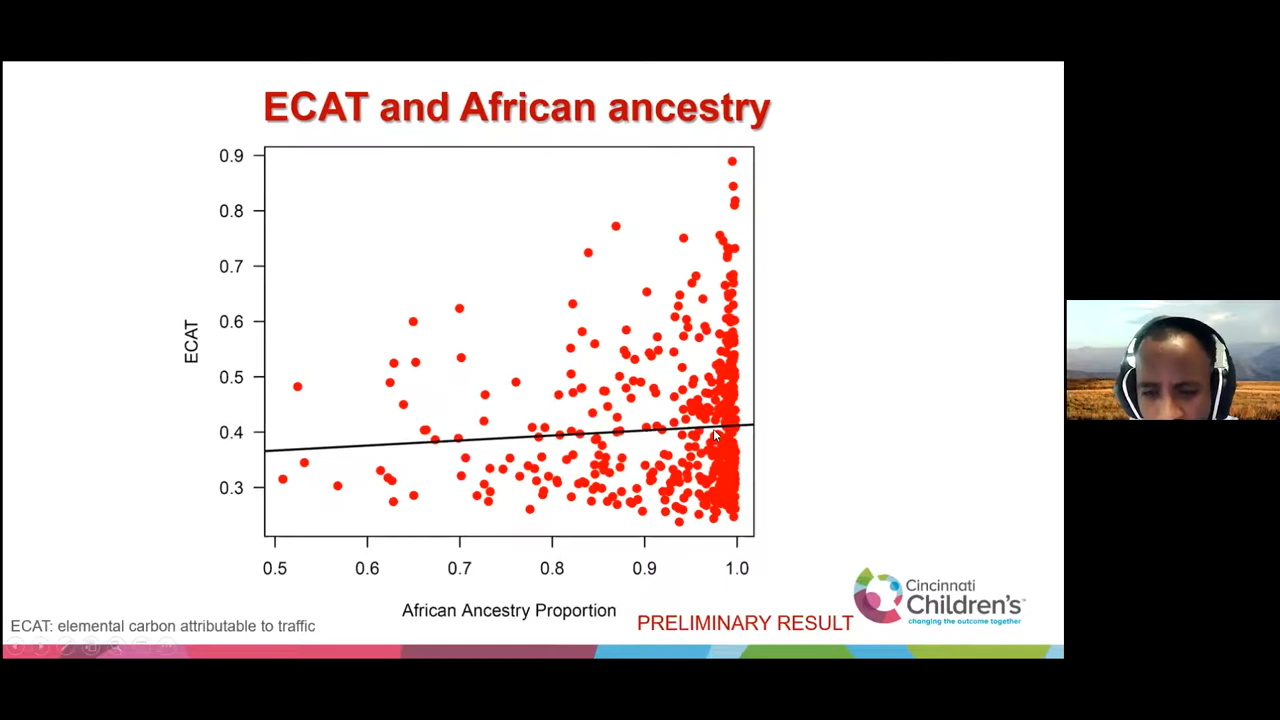 ECAT and African ancestry
0.9
0.8
0.7
0.6
0.5
0.4
0.3
ECAT
0.5 0.6 0.7 0.8 0.9 1.0
African Ancestry Proportion
PRELIMINARY RESULT
ECAT: elemental carbon attributable to traffic
Cincinnati
Children's™
changing the outcome together